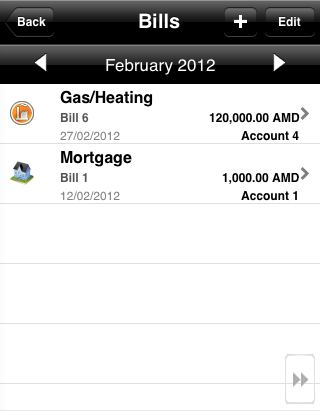 Back
Bills
+
Edit
February 2012
Gas/Heating
Bill 6
120,000.00 AMD
27/02/2012
Account 4
Mortgage
Bill 1
1,000.00 AMD
12/02/2012
Account 1